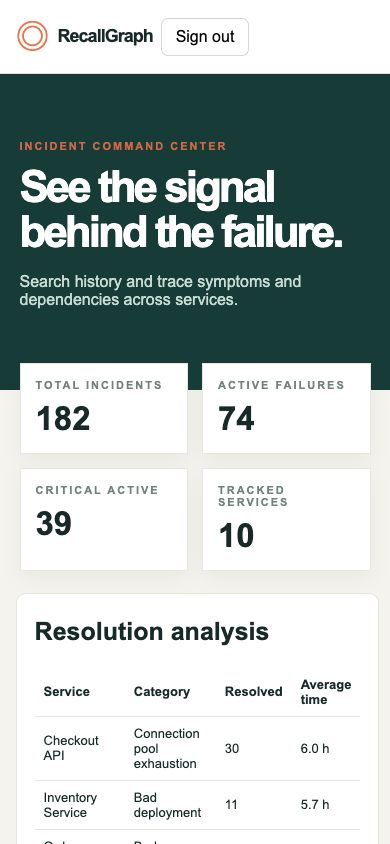 RecallGraph
Sign out
INCIDENT COMMAND CENTER
See the signal
behind the failure.
Search history and trace symptoms and
dependencies across services.
TOTAL INCIDENTS
182
ACTIVE FAILURES
74
CRITICAL ACTIVE
39
TRACKED
SERVICES
10
Resolution analysis
Service Category Resolved Average time
Checkout API Connection pool exhaustion 30 6.0 h
Inventory Service Bad deployment 11 5.7 h